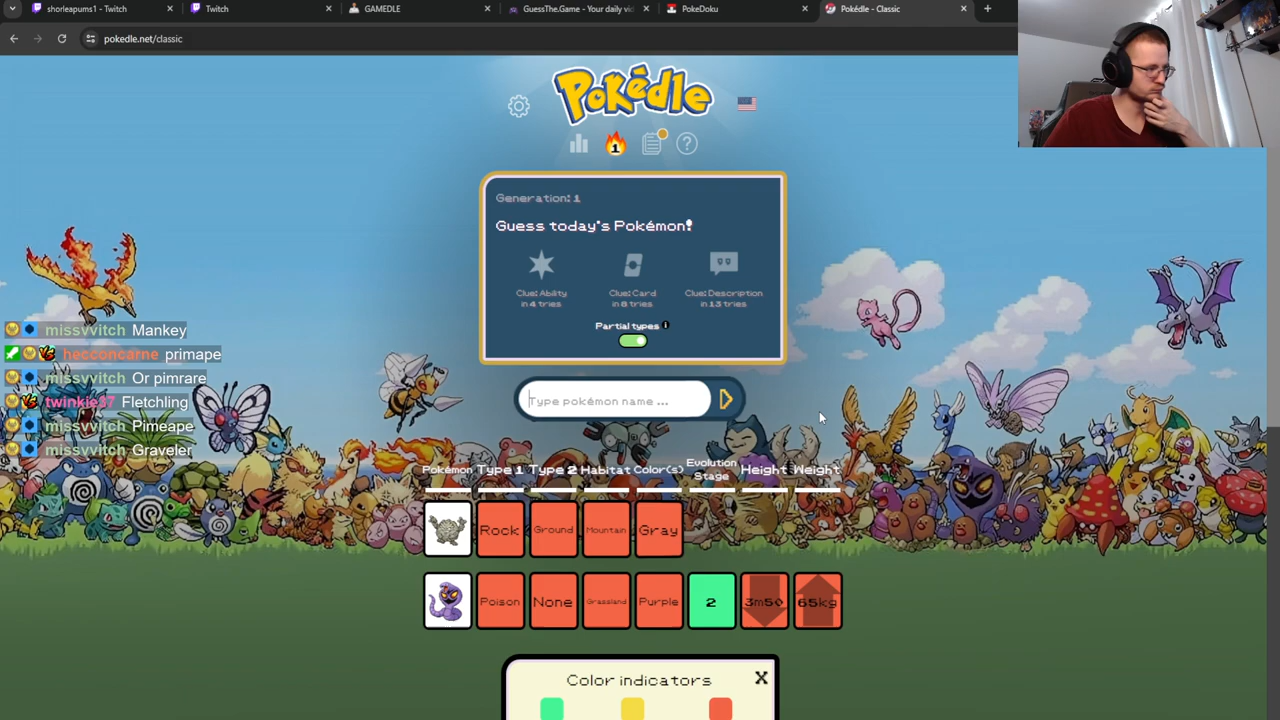 shorleapums1 - Twitch
Twitch
GAMEDLE
GuessThe.Game - Your daily vi
PokeDoku
Pokédle - Classic
pokedle.net/classic
Pokédle
1
Generation: 1
Guess today's Pokémon!
Clue: Ability
in 4 tries
Clue: Card
in 6 tries
Clue: Description
in 13 tries
Partial types
Type pokémon name ...
missvvitch Mankey
hecconcarne primape
missvvitch Or pimrare
twinkie37 Fletchling
missvvitch Pimeape
missvvitch Graveler
Pokémon Type 1 Type 2 Habitat Color(s) Evolution Stage Height Weight
Rock Ground Mountain Gray
Poison None Grassland Purple 2 3m50 65kg
Color indicators X